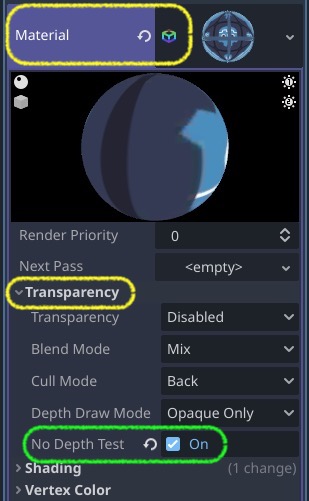 Material
Render Priority 0
Next Pass <empty>
Transparency
Transparency Disabled
Blend Mode Mix
Cull Mode Back
Depth Draw Mode Opaque Only
No Depth Test On
Shading (1 change)
Vertex Color